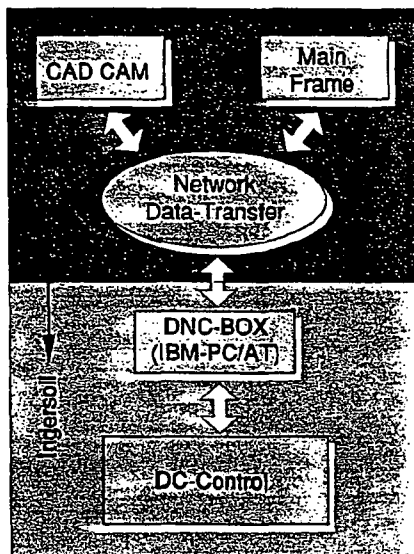 CAD CAM
Main
Frame
Network
Data-Transfer
DNC-BOX
(IBM-PC/AT)
Ingersoll
DC-Control